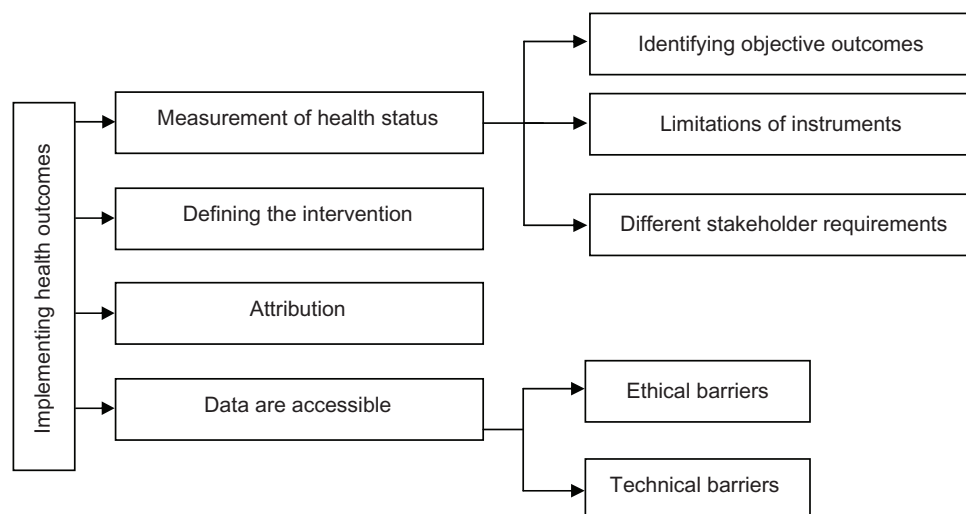 Implementing health outcomes
Measurement of health status
Defining the intervention
Attribution
Data are accessible
Identifying objective outcomes
Limitations of instruments
Different stakeholder requirements
Ethical barriers
Technical barriers